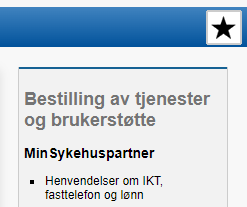 Bestilling av tjenester
og brukerstøtte
MinSykehuspartner
Henvendelser om IKT,
fasttelefon og lønn